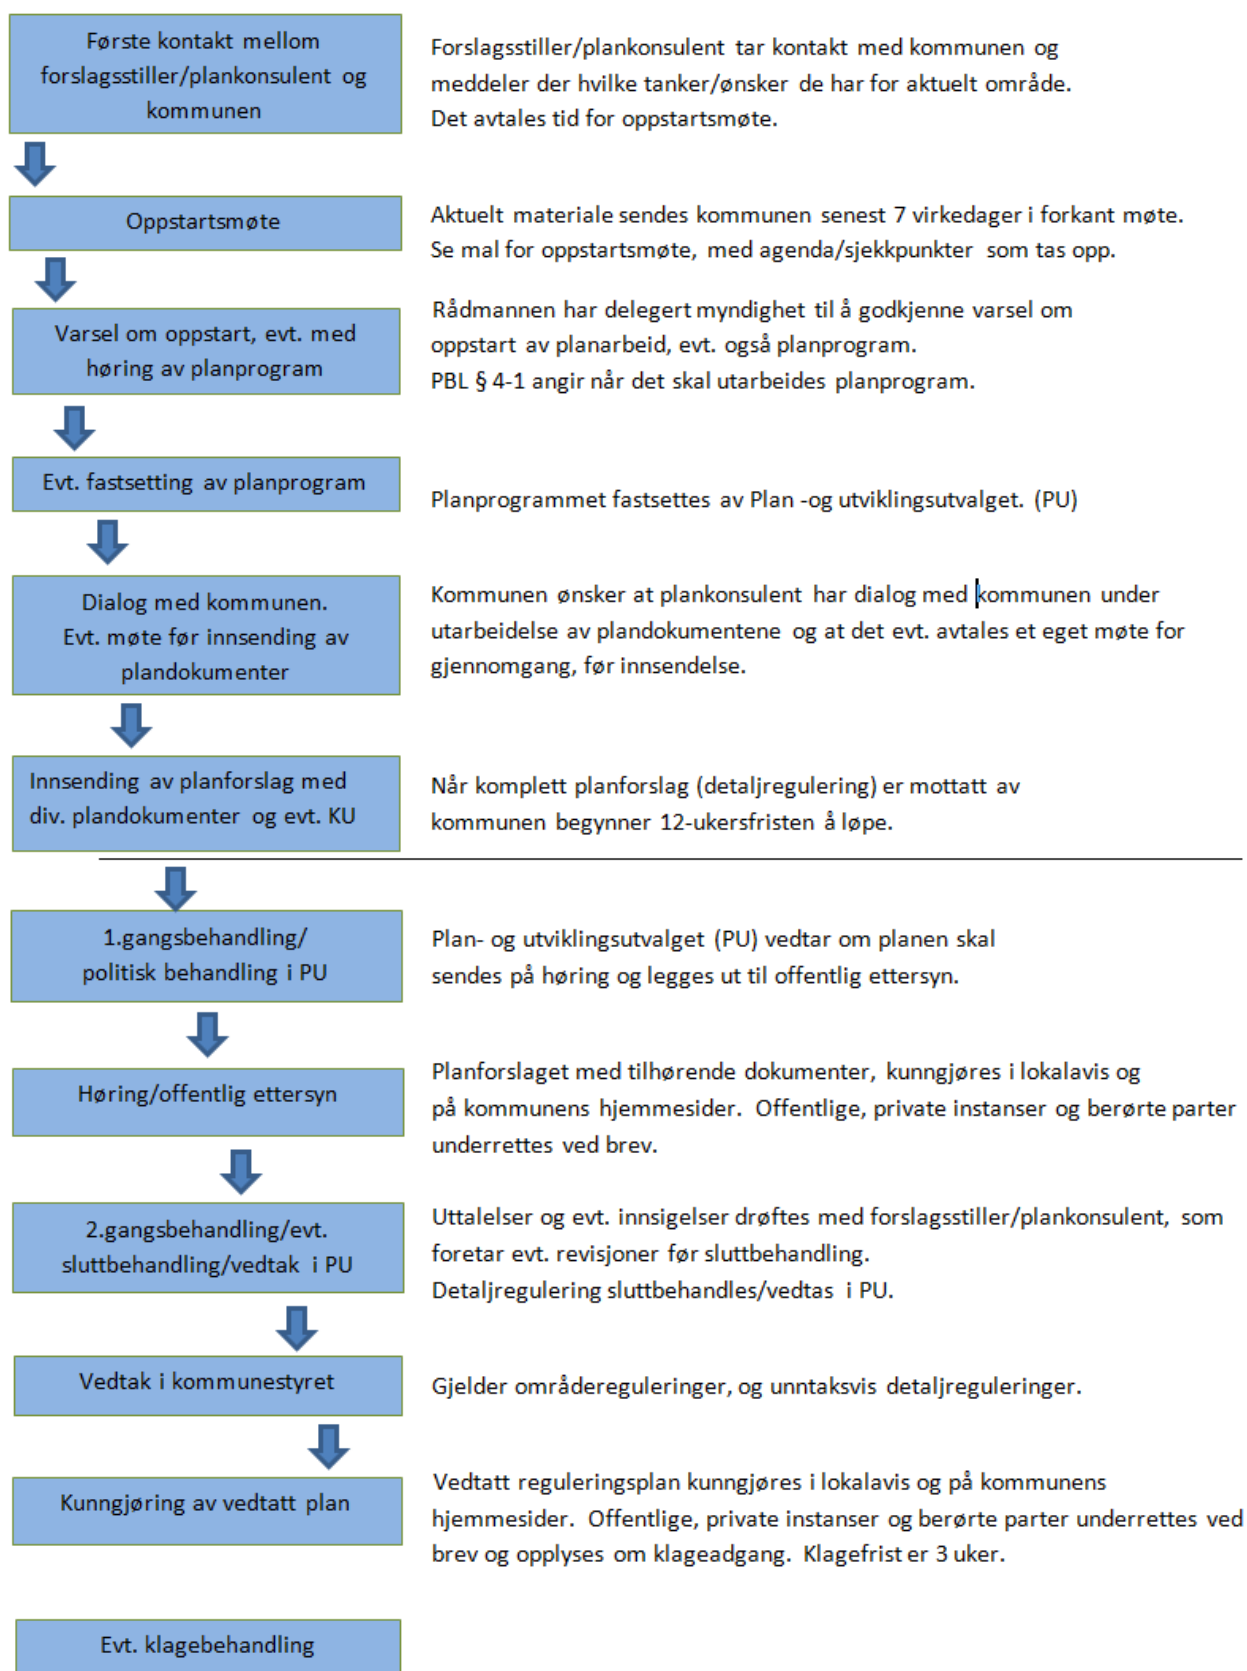 Første kontakt mellom
forslagsstiller/plankonsulent og
kommunen
Forslagsstiller/plankonsulent tar kontakt med kommunen og
meddeler der hvilke tanker/ønsker de har for aktuelt område.
Det avtales tid for oppstartsmøte.
Oppstartsmøte
Aktuelt materiale sendes kommunen senest 7 virkedager i forkant møte.
Se mal for oppstartsmøte, med agenda/sjekkpunkter som tas opp.
Varsel om oppstart, evt. med
høring av planprogram
Rådmannen har delegert myndighet til å godkjenne varsel om
oppstart av planarbeid, evt. også planprogram.
PBL § 4-1 angir når det skal utarbeides planprogram.
Evt. fastsetting av planprogram
Planprogrammet fastsettes av Plan -og utviklingsutvalget. (PU)
Dialog med kommunen.
Evt. møte før innsending av
plandokumenter
Kommunen ønsker at plankonsulent har dialog med kommunen under
utarbeidelse av plandokumentene og at det evt. avtales et eget møte for
gjennomgang, før innsendelse.
Innsending av planforslag med
div. plandokumenter og evt. KU
Når komplett planforslag (detaljregulering) er mottatt av
kommunen begynner 12-ukersfristen å løpe.
1.gangsbehandling/
politisk behandling i PU
Plan- og utviklingsutvalget (PU) vedtar om planen skal
sendes på høring og legges ut til offentlig ettersyn.
Høring/offentlig ettersyn
Planforslaget med tilhørende dokumenter, kunngjøres i lokalavis og
på kommunens hjemmesider. Offentlige, private instanser og berørte parter
underrettes ved brev.
2.gangsbehandling/evt.
sluttbehandling/vedtak i PU
Uttalelser og evt. innsigelser drøftes med forslagsstiller/plankonsulent, som
foretar evt. revisjoner før sluttbehandling.
Detaljregulering sluttbehandles/vedtas i PU.
Vedtak i kommunestyret
Gjelder områdereguleringer, og unntaksvis detaljreguleringer.
Kunngjøring av vedtatt plan
Vedtatt reguleringsplan kunngjøres i lokalavis og på kommunens
hjemmesider. Offentlige, private instanser og berørte parter underrettes ved
brev og opplyses om klageadgang. Klagefrist er 3 uker.
Evt. klagebehandling